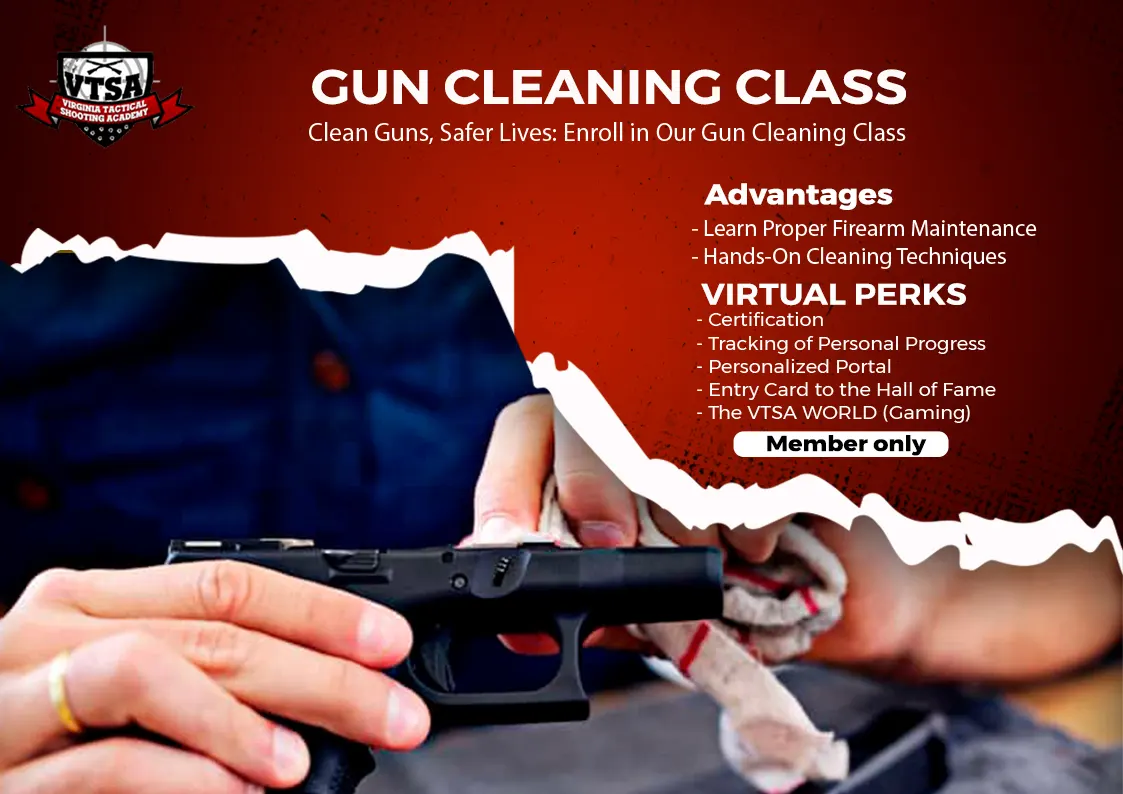 VTSA
VIRGINIA TACTICAL
SHOOTING ACADEMY
GUN CLEANING CLASS
Clean Guns, Safer Lives: Enroll in Our Gun Cleaning Class
Advantages
- Learn Proper Firearm Maintenance
- Hands-On Cleaning Techniques
VIRTUAL PERKS
- Certification
- Tracking of Personal Progress
- Personalized Portal
- Entry Card to the Hall of Fame
- The VTSA WORLD (Gaming)
Member only